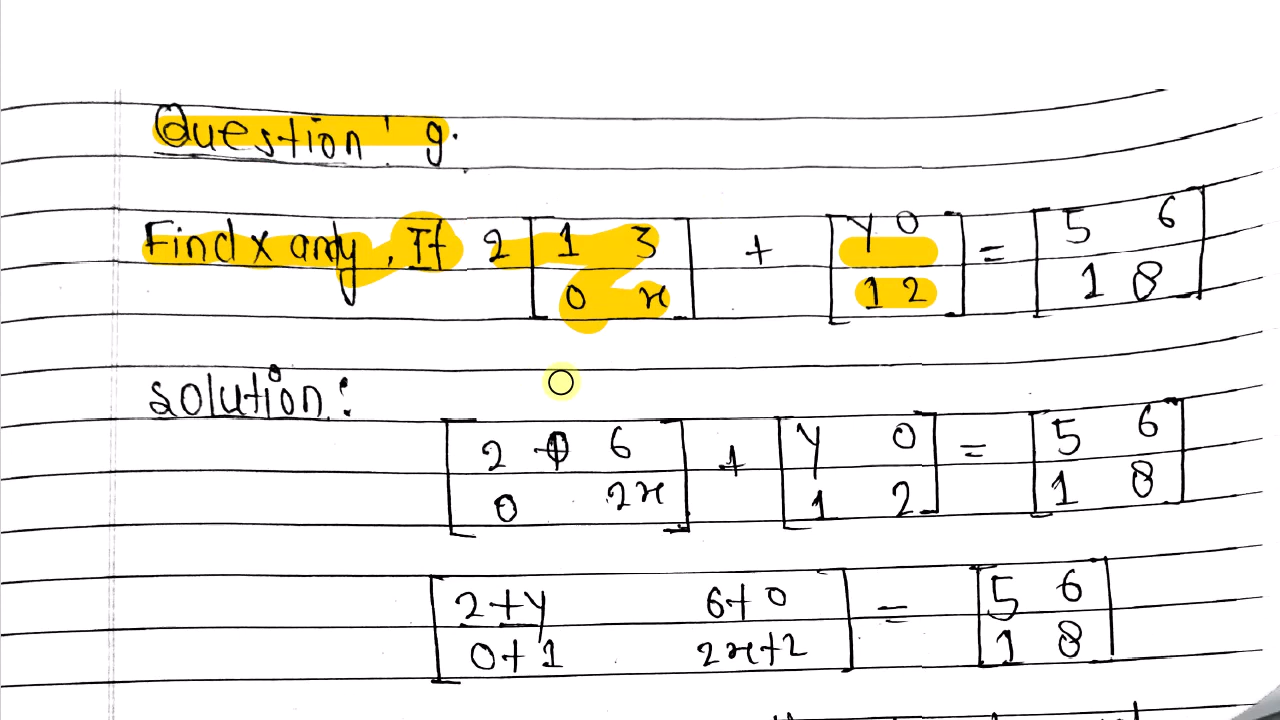 Question 9.
Find x and y, If 2 [1 3 + [y 0 = [5 6
0 x] 1 2] 1 8]
Solution:
[2 6 + [y 0 = [5 6
0 2x] 1 2] 1 8]
[2+y 6+0 = [5 6
0+1 2x+2] 1 8]